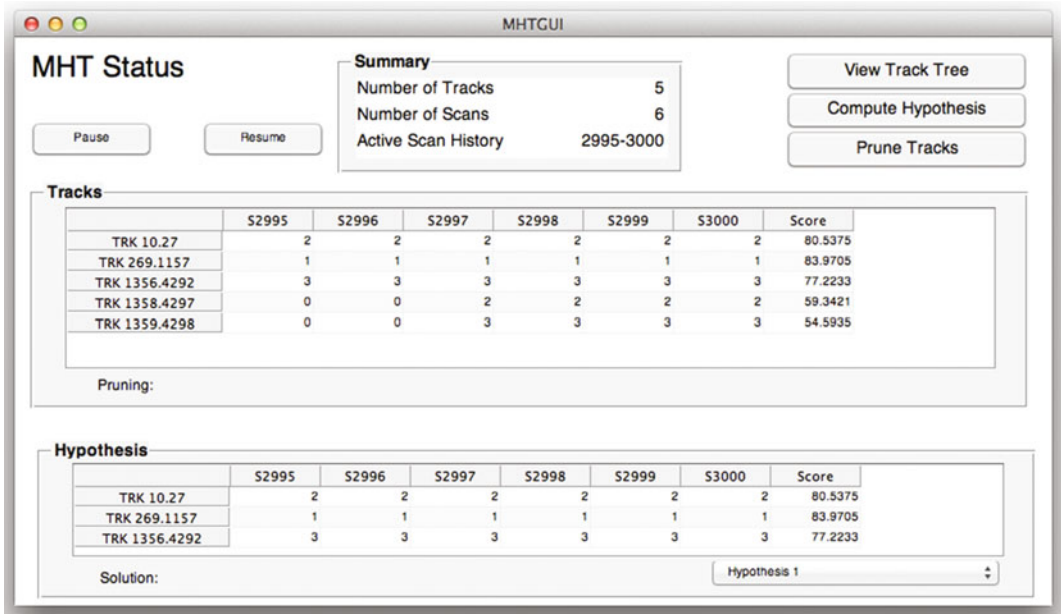 MHTGUI
MHT Status
Pause
Resume
Summary
Number of Tracks 5
Number of Scans 6
Active Scan History 2995-3000
View Track Tree
Compute Hypothesis
Prune Tracks
Tracks
S2995 S2996 S2997 S2998 S2999 S3000 Score
TRK 10.27 2 2 2 2 2 2 80.5375
TRK 269.1157 1 1 1 1 1 1 83.9705
TRK 1356.4292 3 3 3 3 3 3 77.2233
TRK 1358.4297 0 0 2 2 2 2 59.3421
TRK 1359.4298 0 0 3 3 3 3 54.5935
Pruning:
Hypothesis
S2995 S2996 S2997 S2998 S2999 S3000 Score
TRK 10.27 2 2 2 2 2 2 80.5375
TRK 269.1157 1 1 1 1 1 1 83.9705
TRK 1356.4292 3 3 3 3 3 3 77.2233
Solution:
Hypothesis 1